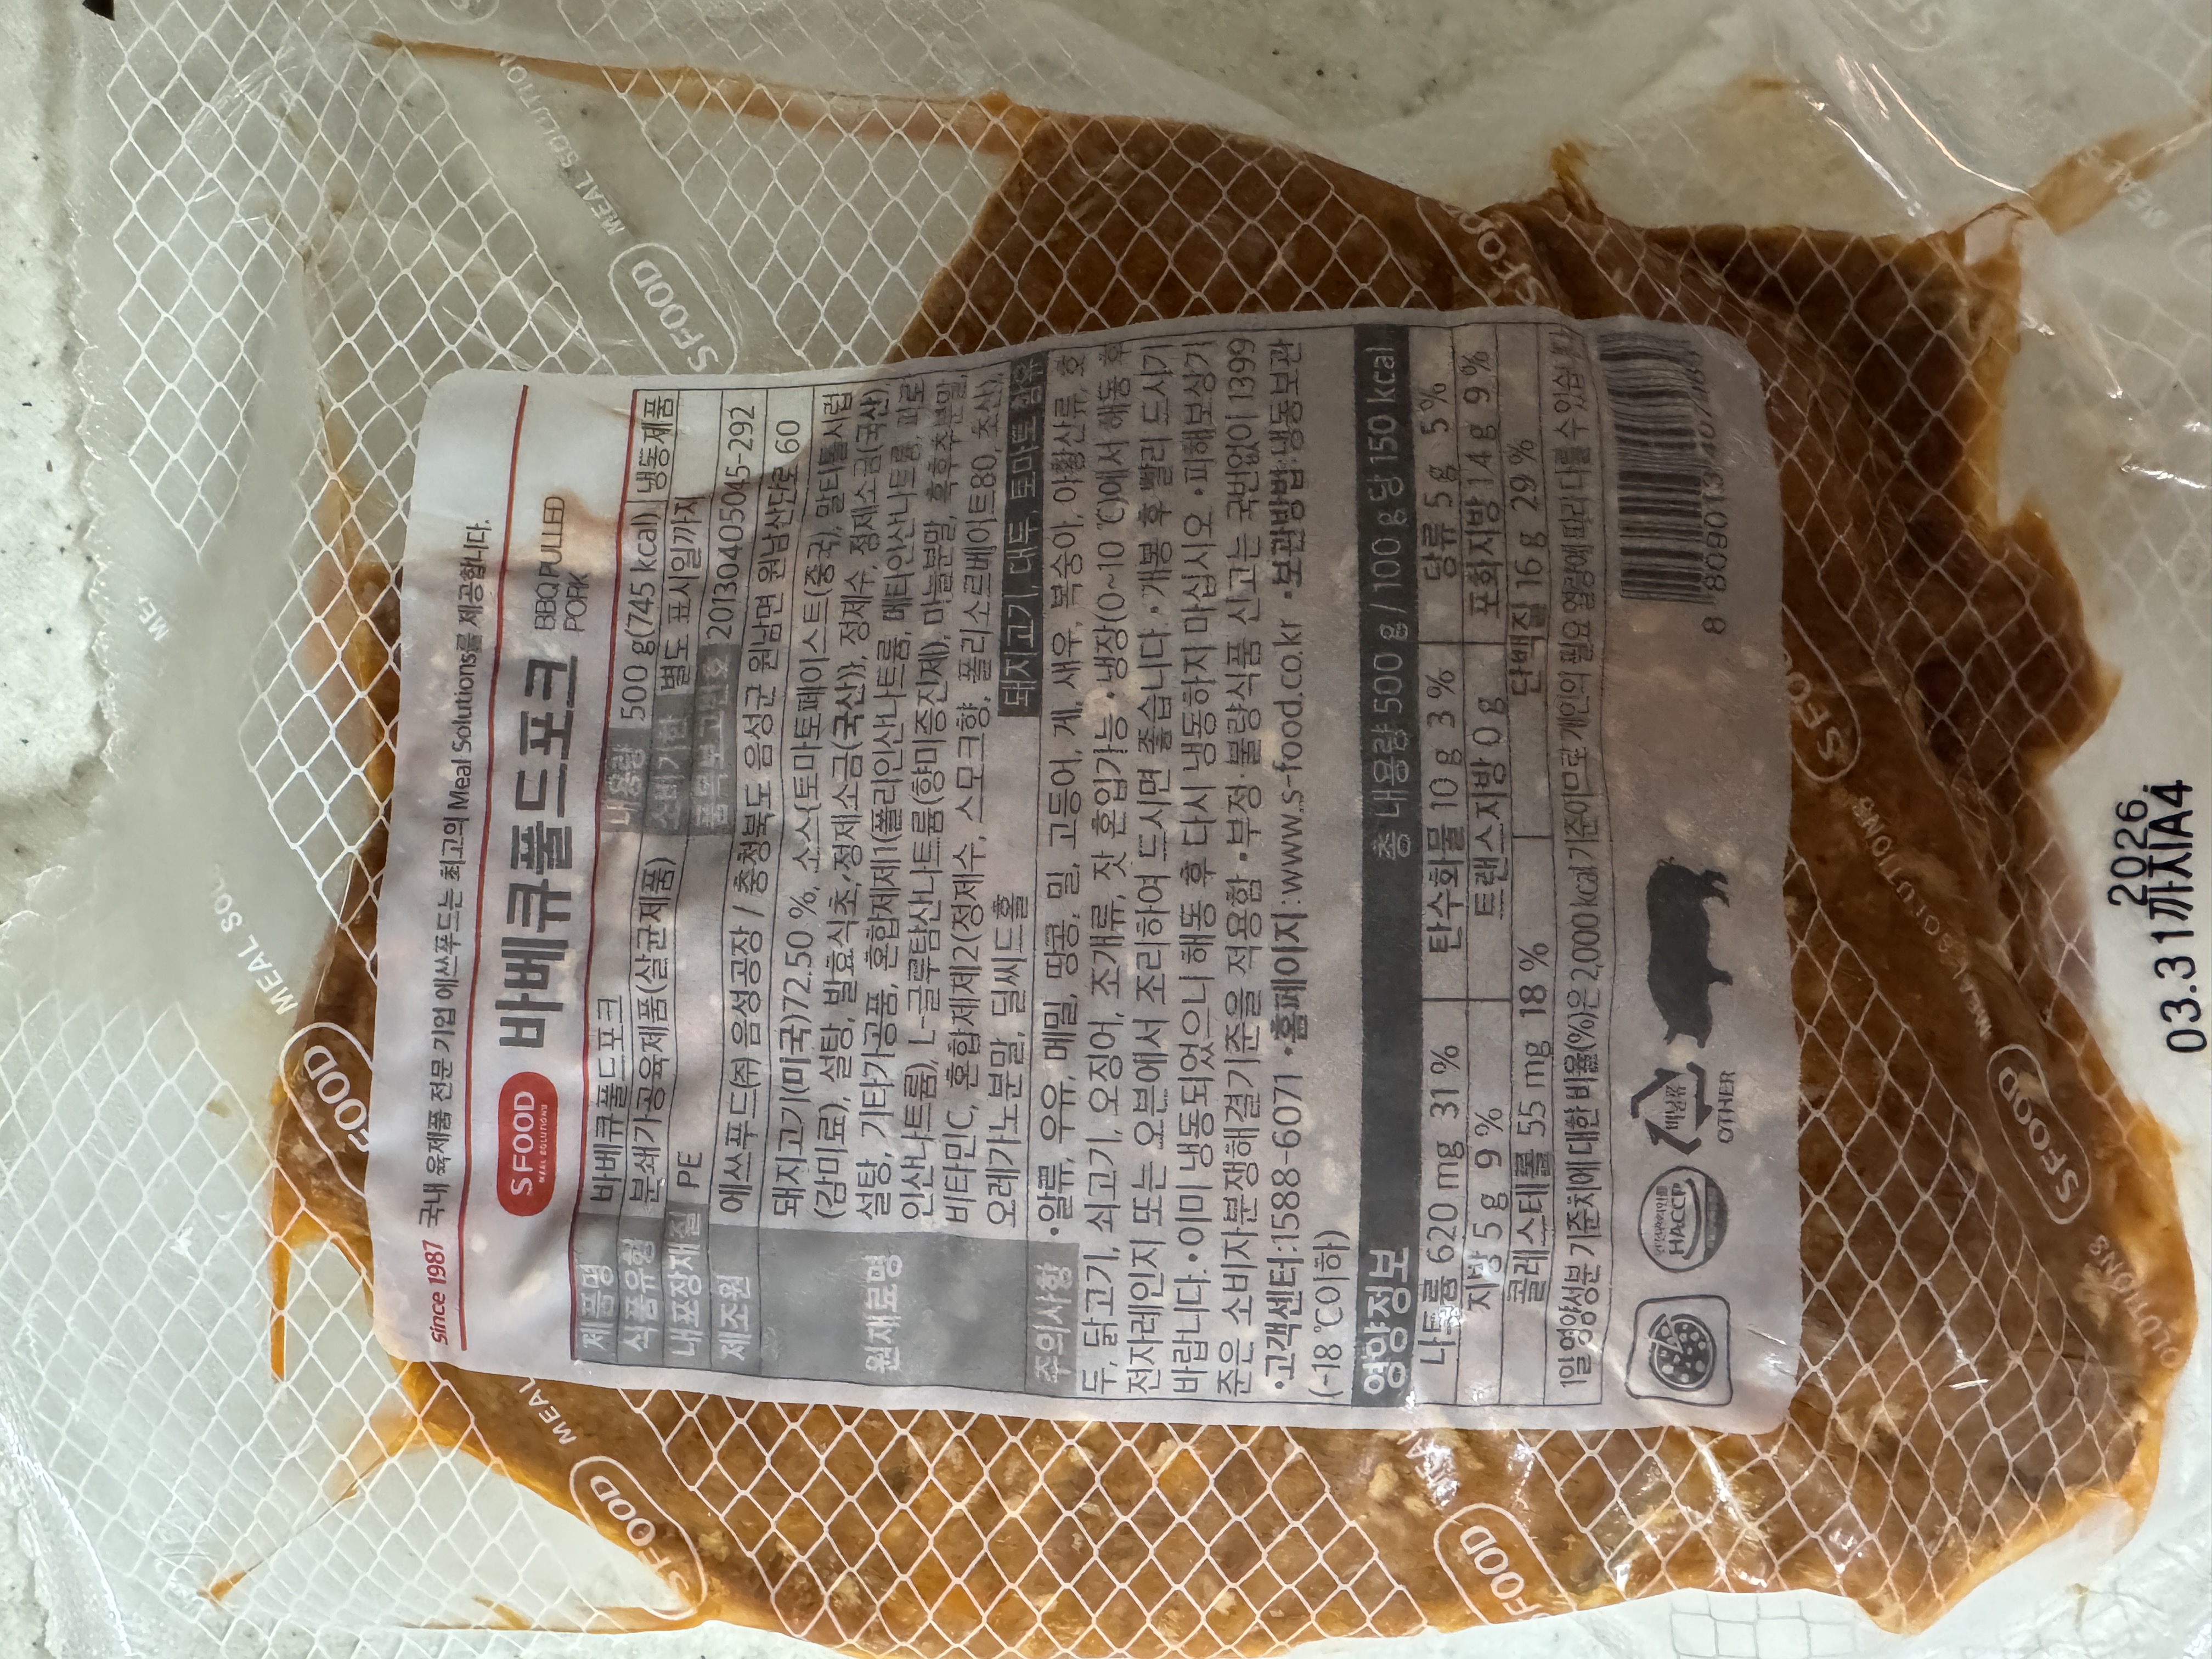 since 1987 국내 육제품 전문 기업 에쓰푸드는 최고의 Meal Solutions를 제공합니다.
SFOOD
MEAL SOLUTIONS
바베큐풀드포크
BBQ PULLED
PORK
제품명 바베큐풀드포크 내용량 500 g(745 kcal) 냉동제품
식품유형 분쇄가공육제품(살균제품) 소비기한 별도 표시일까지
내포장재질 PE 품목보고번호 20130405045-292
제조원 에쓰푸드(주) 음성공장 / 충청북도 음성군 원남면 원남산단로 60
원재료명 돼지고기(미국)72.50 %, 소스{토마토페이스트(중국), 말티톨시럽
(감미료), 설탕, 발효식초, 정제소금(국산)}, 정제수, 정제소금(국산),
설탕, 기타가공품, 혼합제제1(폴리인산나트륨, 메타인산나트륨, 피로
인산나트륨), L-글루탐산나트륨(향미증진제), 마늘분말, 흑후추분말,
비타민C, 혼합제제2(정제수, 스모크향, 폴리소르베이트80, 초산),
오레가노분말, 딜씨드홀
돼지고기, 대두, 토마토 함유
주의사항 •알류, 우유, 메밀, 땅콩, 밀, 고등어, 게, 새우, 복숭아, 아황산류, 호
두, 닭고기, 쇠고기, 오징어, 조개류, 잣 혼입가능 •냉장(0~10 ℃)에서 해동 후
전자레인지 또는 오븐에서 조리하여 드시면 좋습니다. •개봉 후 빨리 드시기
바랍니다. •이미 냉동되었으니 해동 후 다시 냉동하지 마십시오 •피해보상기
준은 소비자분쟁해결기준을 적용함 •부정·불량식품 신고는 국번없이 1399
•고객센터:1588-6071 •홈페이지:www.s-food.co.kr •보관방법:냉동보관
(-18 ℃이하)
영양정보 총 내용량 500 g / 100 g 당 150 kcal
나트륨 620 mg 31 % 탄수화물 10 g 3 % 당류 5 g 5 %
지방 5 g 9 % 트랜스지방 0 g 포화지방 1.4 g 9 %
콜레스테롤 55 mg 18 % 단백질 16 g 29 %
1일 영양성분 기준치에 대한 비율(%)은 2,000 kcal 기준이므로 개인의 필요 열량에 따라 다를 수 있습니다
HACCP
비닐류
OTHER
2026.
03.31까지A4
SFOOD
MEAL SOLUTIONS